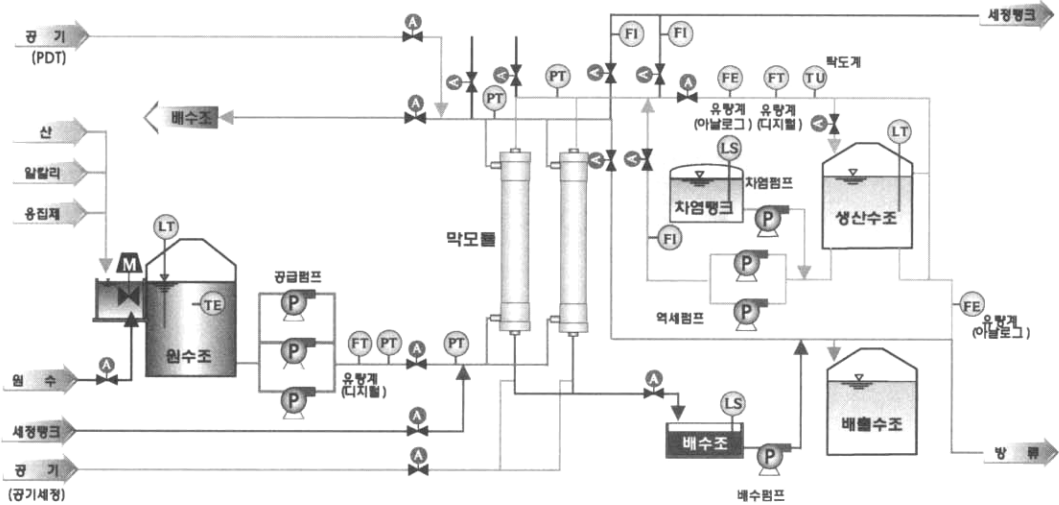 공 기
(PDT)
A
세정탱크
FI
FI
A
A
A
A
A
PT
PT
FE
FT
TU
탁도계
유량계
(아날로그)
유량계
(디지털)
A
배수조
A
산
알칼리
응집제
LT
M
TE
원수조
원 수
A
공급펌프
P
P
P
FT
PT
A
PT
유량계
(디지털)
막모듈
A
A
LS
차염탱크
차염펌프
P
LT
생산수조
FI
P
P
역세펌프
FE
유량계
(아날로그)
세정탱크
A
공 기
(공기세정)
A
A
LS
배수조
P
배수펌프
배출수조
방 류